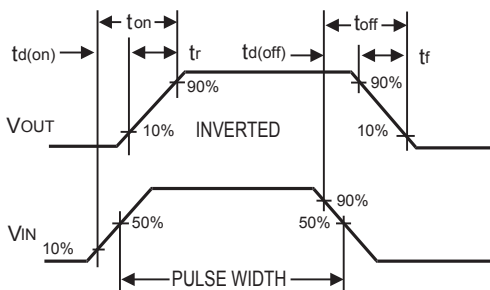 ton toff
td(on) tr td(off) tf
90% 90%
VOUT 10% INVERTED 10%
90%
VIN 50% 50%
10%
PULSE WIDTH